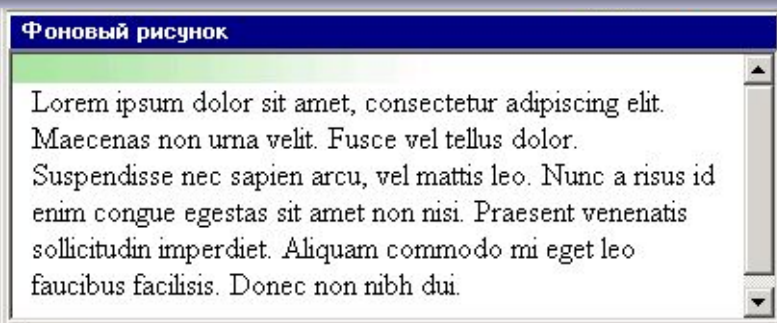 Фоновый рисунок
Lorem ipsum dolor sit amet, consectetur adipiscing elit.
Maecenas non urna velit. Fusce vel tellus dolor.
Suspendisse nec sapien arcu, vel mattis leo. Nunc a risus id
enim congue egestas sit amet non nisi. Praesent venenatis
sollicitudin imperdiet. Aliquam commodo mi eget leo
faucibus facilisis. Donec non nibh dui.